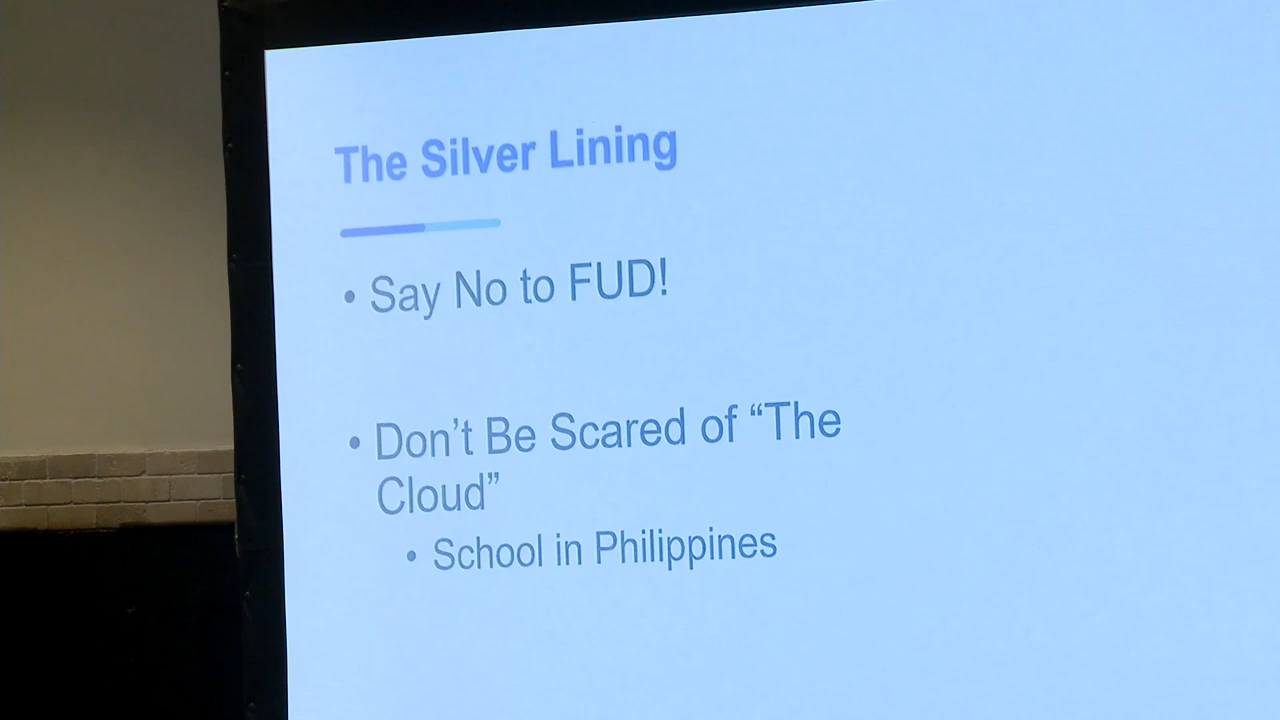 The Silver Lining
• Say No to FUD!
• Don’t Be Scared of “The
Cloud”
• School in Philippines